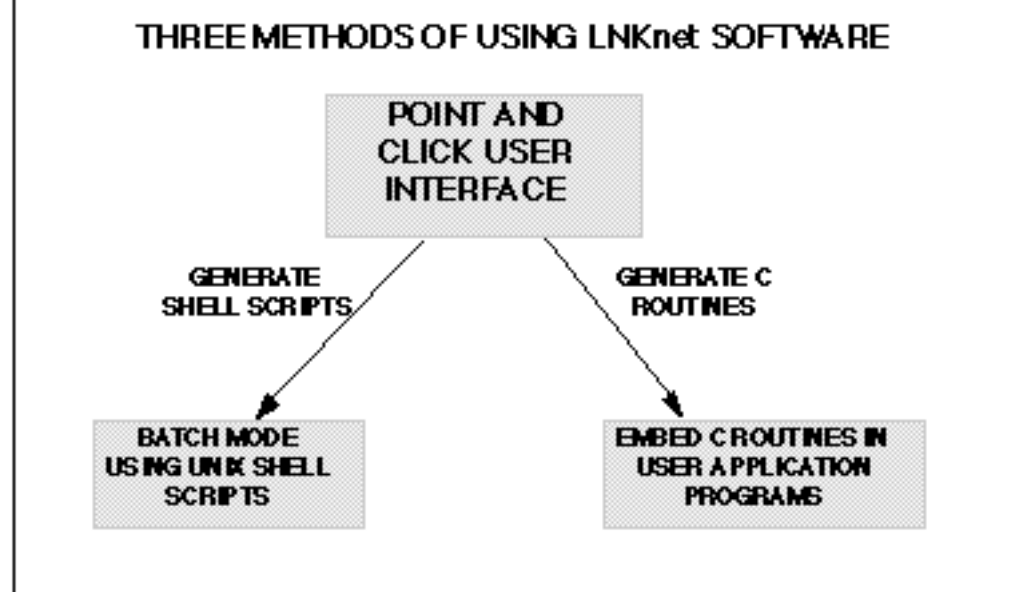 THREE METHODS OF USING LNKnet SOFTWARE
POINT AND
CLICK USER
INTERFACE
GENERATE
SHELL SCRIPTS
GENERATE C
ROUTINES
BATCH MODE
USING UNIX SHELL
SCRIPTS
EMBED C ROUTINES IN
USER APPLICATION
PROGRAMS